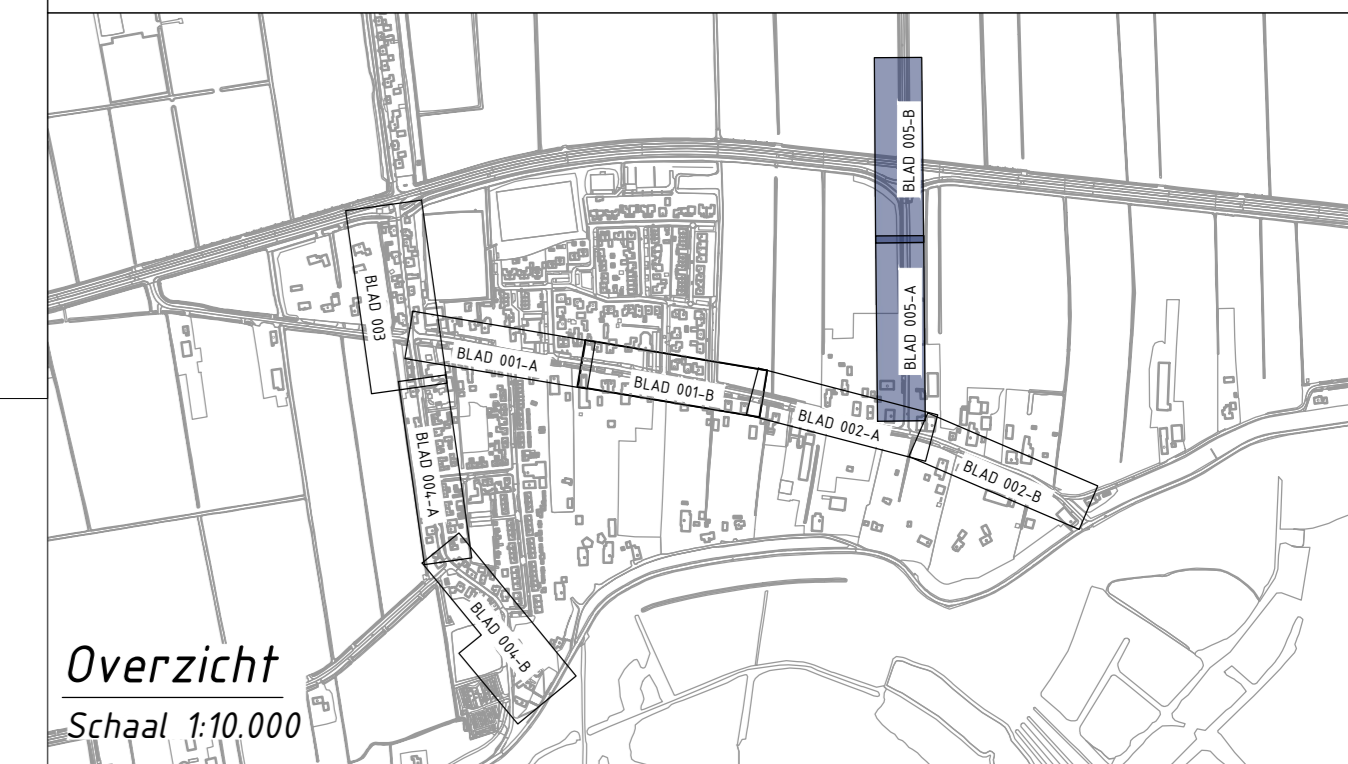 BLAD 005-B
BLAD 003
BLAD 005-A
BLAD 001-A
BLAD 001-B
BLAD 002-A
BLAD 004-A
BLAD 002-B
BLAD 004-B
Overzicht
Schaal 1:10.000